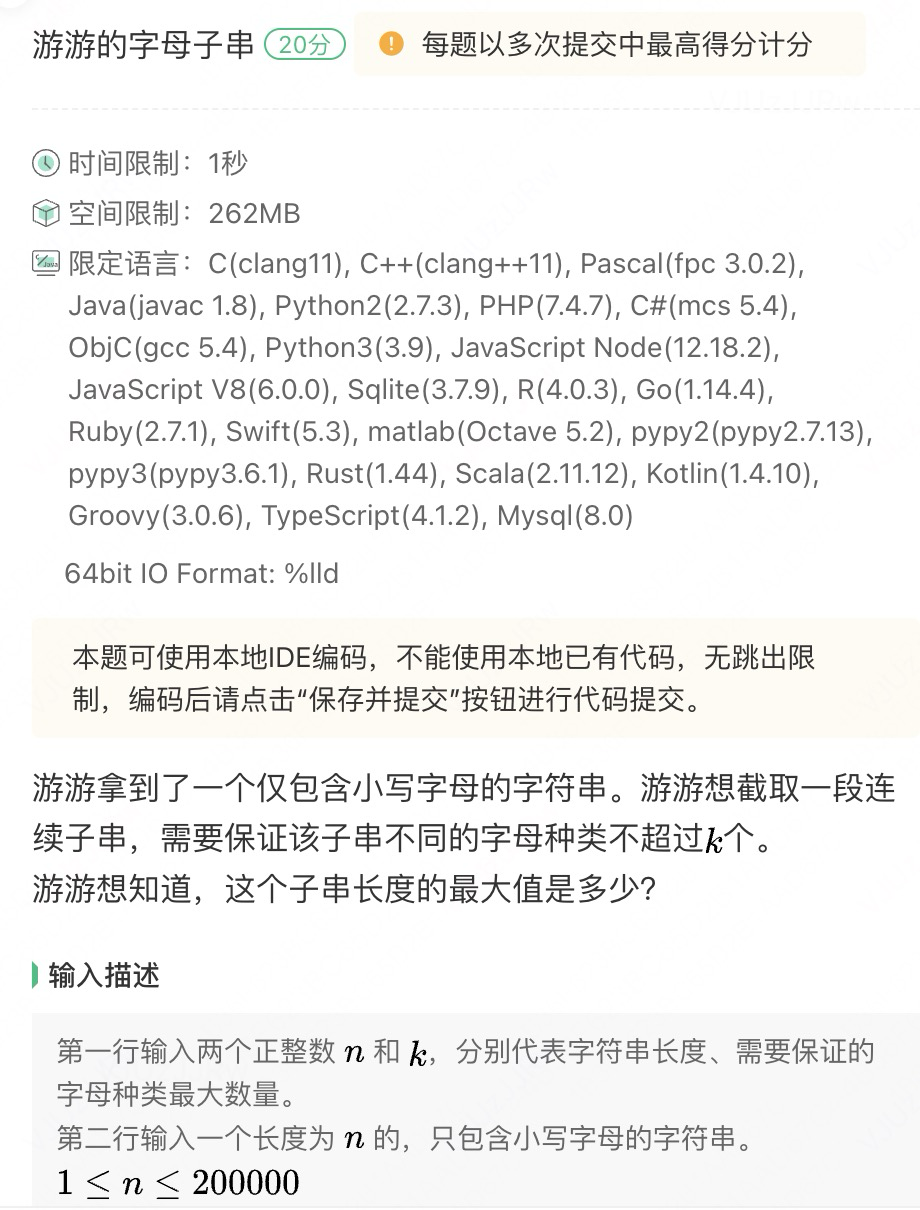 游游的字母子串 20分 ! 每题以多次提交中最高得分计分
时间限制：1秒
空间限制：262MB
限定语言：C(clang11), C++(clang++11), Pascal(fpc 3.0.2),
Java(javac 1.8), Python2(2.7.3), PHP(7.4.7), C#(mcs 5.4),
ObjC(gcc 5.4), Python3(3.9), JavaScript Node(12.18.2),
JavaScript V8(6.0.0), Sqlite(3.7.9), R(4.0.3), Go(1.14.4),
Ruby(2.7.1), Swift(5.3), matlab(Octave 5.2), pypy2(pypy2.7.13),
pypy3(pypy3.6.1), Rust(1.44), Scala(2.11.12), Kotlin(1.4.10),
Groovy(3.0.6), TypeScript(4.1.2), Mysql(8.0)
64bit IO Format: %lld
本题可使用本地IDE编码，不能使用本地已有代码，无跳出限
制，编码后请点击“保存并提交”按钮进行代码提交。
游游拿到了一个仅包含小写字母的字符串。游游想截取一段连
续子串，需要保证该子串不同的字母种类不超过k个。
游游想知道，这个子串长度的最大值是多少?
输入描述
第一行输入两个正整数 n 和 k，分别代表字符串长度、需要保证的
字母种类最大数量。
第二行输入一个长度为 n 的，只包含小写字母的字符串。
1 ≤ n ≤ 200000